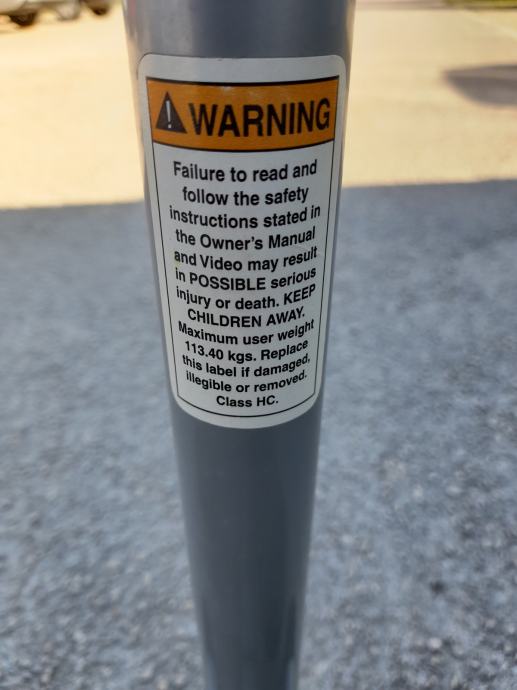 WARNING
Failure to read and
follow the safety
instructions stated in
the Owner's Manual
and Video may result
in POSSIBLE serious
injury or death. KEEP
CHILDREN AWAY.
Maximum user weight
113.40 kgs. Replace
this label if damaged,
illegible or removed.
Class HC.